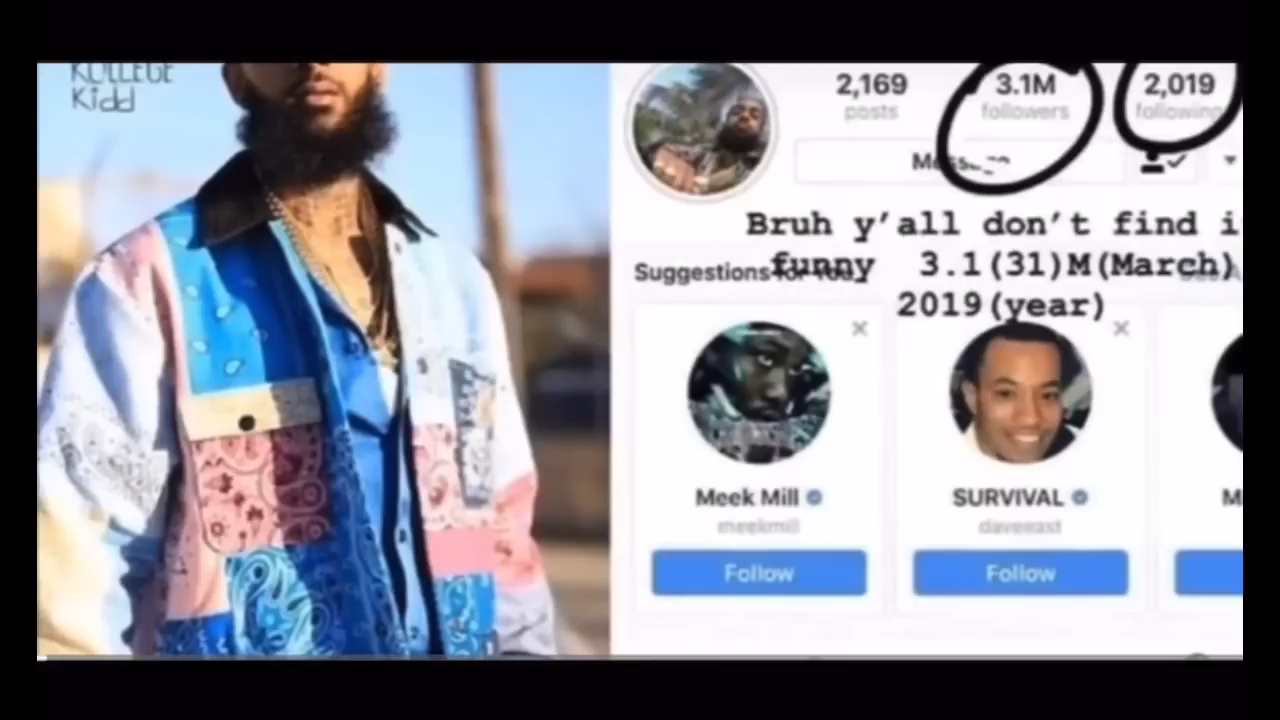 KOLLEGE
Kidd
2,169
posts
3.1M
followers
2,019
following
Message
Bruh y'all don't find i
funny 3.1(31)M(March)
2019(year)
Suggestions for You
Meek Mill
meekmill
Follow
SURVIVAL
daveeast
Follow
M